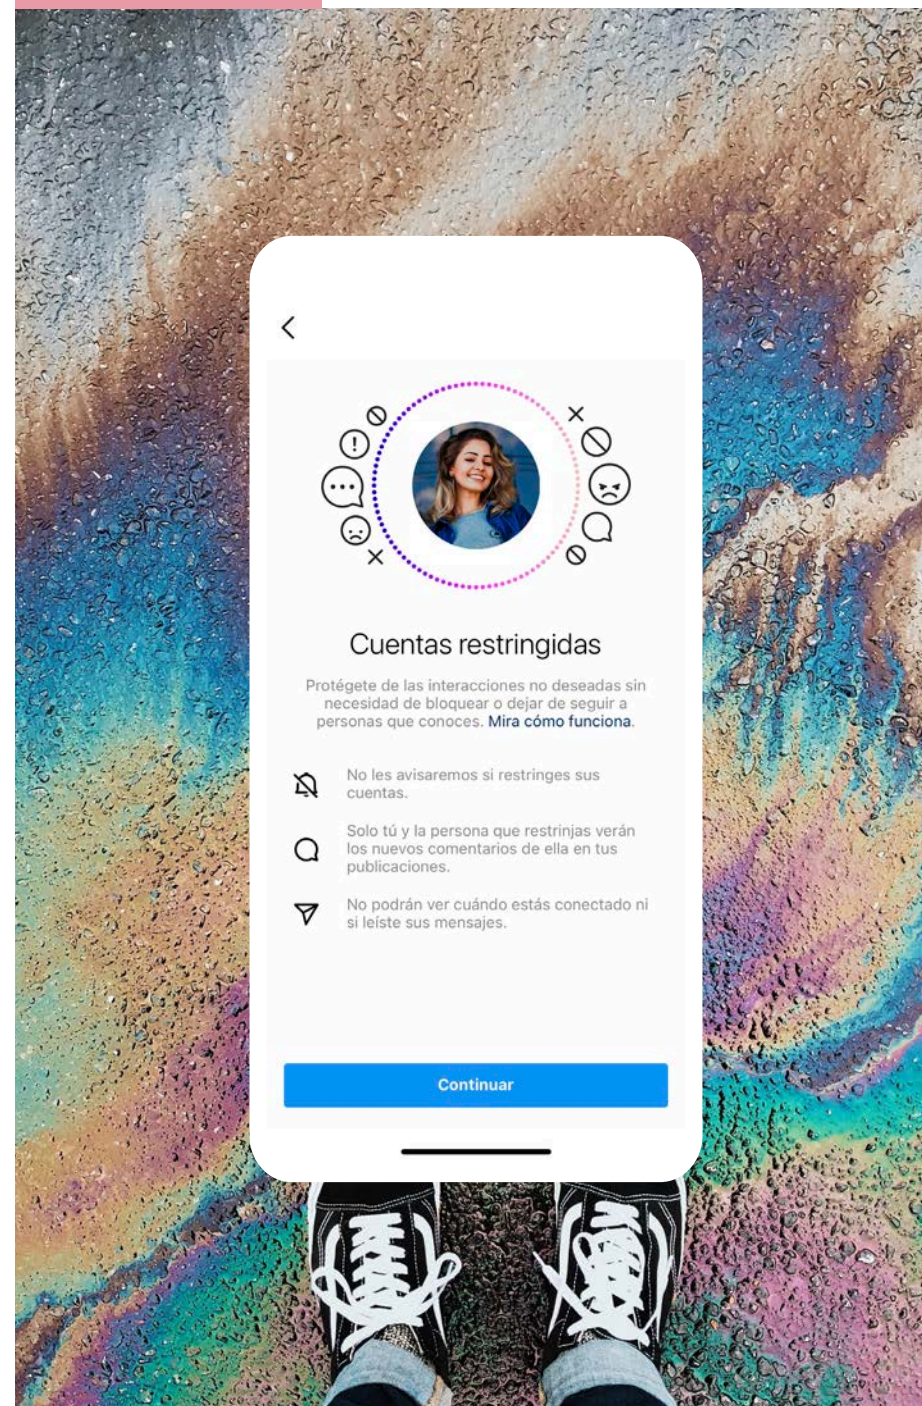 Cuentas restringidas
Protégete de las interacciones no deseadas sin
necesidad de bloquear o dejar de seguir a
personas que conoces. Mira cómo funciona.
No les avisaremos si restringes sus
cuentas.
Solo tú y la persona que restrinjas verán
los nuevos comentarios de ella en tus
publicaciones.
No podrán ver cuándo estás conectado ni
si leíste sus mensajes.
Continuar